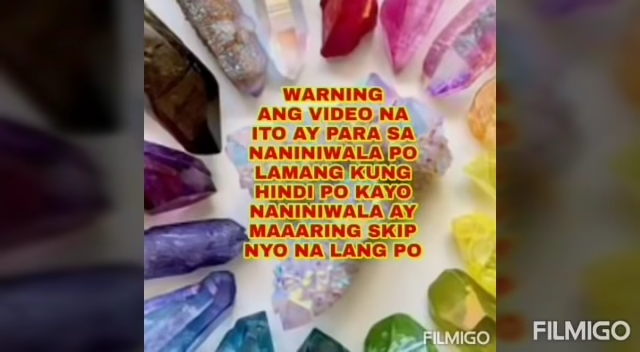 WARNING
ANG VIDEO NA
ITO AY PARA SA
NANINIWALA PO
LAMANG KUNG
HINDI PO KAYO
NANINIWALA AY
MAAARING SKIP
NYO NA LANG PO
FILMIGO
FILMIGO